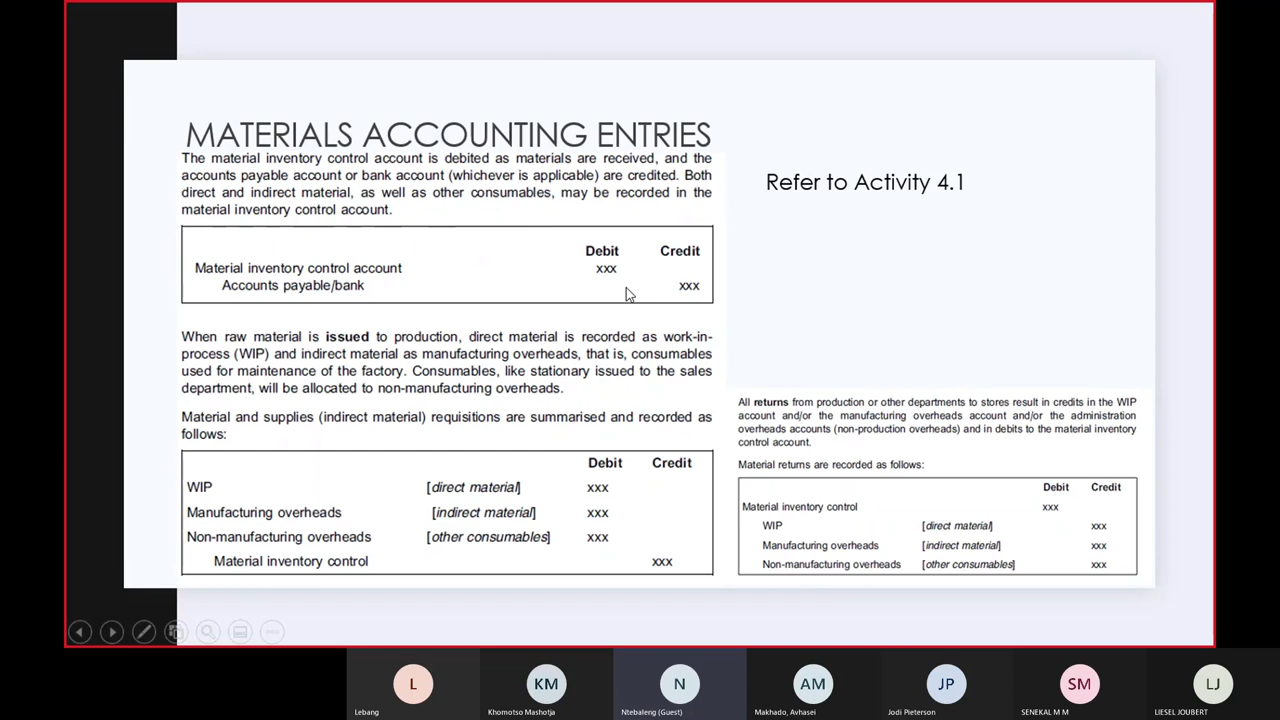 MATERIALS ACCOUNTING ENTRIES
The material inventory control account is debited as materials are received, and the
accounts payable account or bank account (whichever is applicable) are credited. Both
direct and indirect material, as well as other consumables, may be recorded in the
material inventory control account.
Debit Credit
Material inventory control account xxx
Accounts payable/bank xxx
When raw material is issued to production, direct material is recorded as work-in-
process (WIP) and indirect material as manufacturing overheads, that is, consumables
used for maintenance of the factory. Consumables, like stationary issued to the sales
department, will be allocated to non-manufacturing overheads.
Material and supplies (indirect material) requisitions are summarised and recorded as
follows:
Debit Credit
WIP [direct material] xxx
Manufacturing overheads [indirect material] xxx
Non-manufacturing overheads [other consumables] xxx
Material inventory control xxx
Refer to Activity 4.1
All returns from production or other departments to stores result in credits in the WIP
account and/or the manufacturing overheads account and/or the administration
overheads accounts (non-production overheads) and in debits to the material inventory
control account.
Material returns are recorded as follows:
Debit Credit
Material inventory control xxx
WIP [direct material] xxx
Manufacturing overheads [indirect material] xxx
Non-manufacturing overheads [other consumables] xxx
L KM N AM JP SM LJ
Lebang Khomotso Mashotja Ntebaleng (Guest) Makhado, Avhasei Jodi Pieterson SENEKAL M M LIESEL JOUBERT